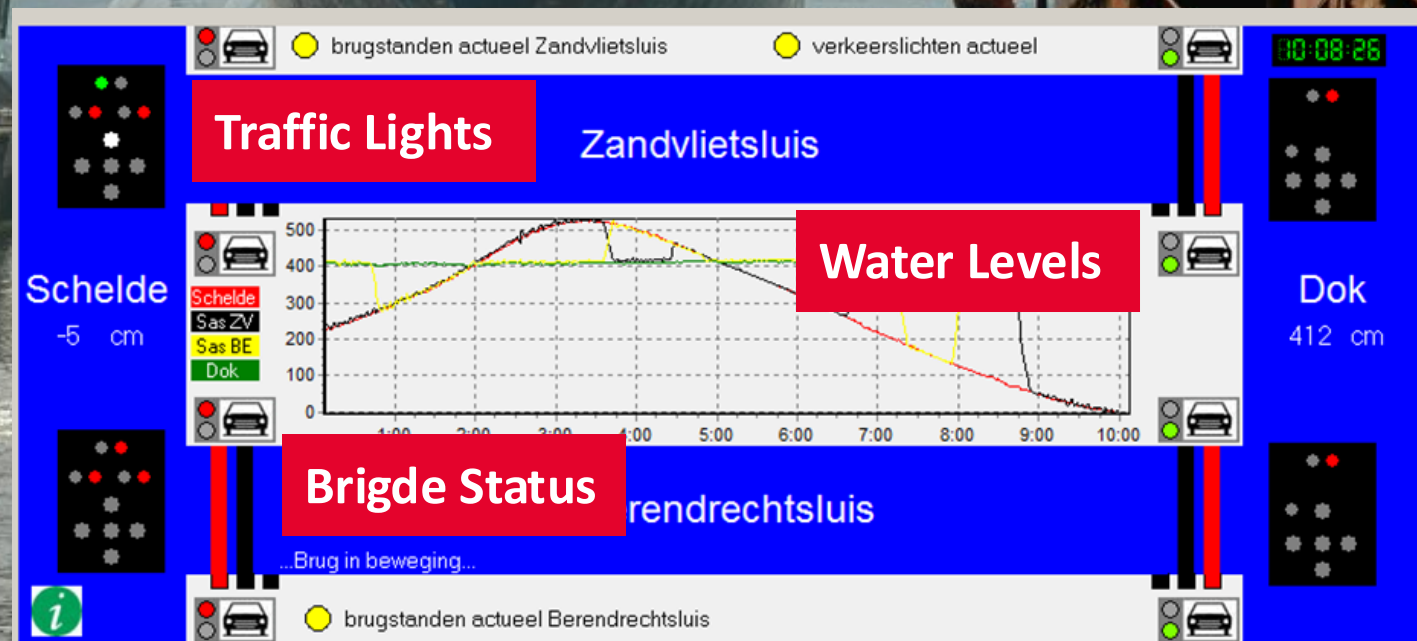 brugstanden actueel Zandvlietsluis
verkeerslichten actueel
10:08:26
Traffic Lights
Zandvlietsluis
Schelde
-5 cm
Schelde
Sas ZV
Sas BE
Dok
500
400
300
200
100
0
Water Levels
Dok
412 cm
1:00 2:00 3:00 4:00 5:00 6:00 7:00 8:00 9:00 10:00
Brigde Status
rendrechtsluis
...Brug in beweging...
i
brugstanden actueel Berendrechtsluis